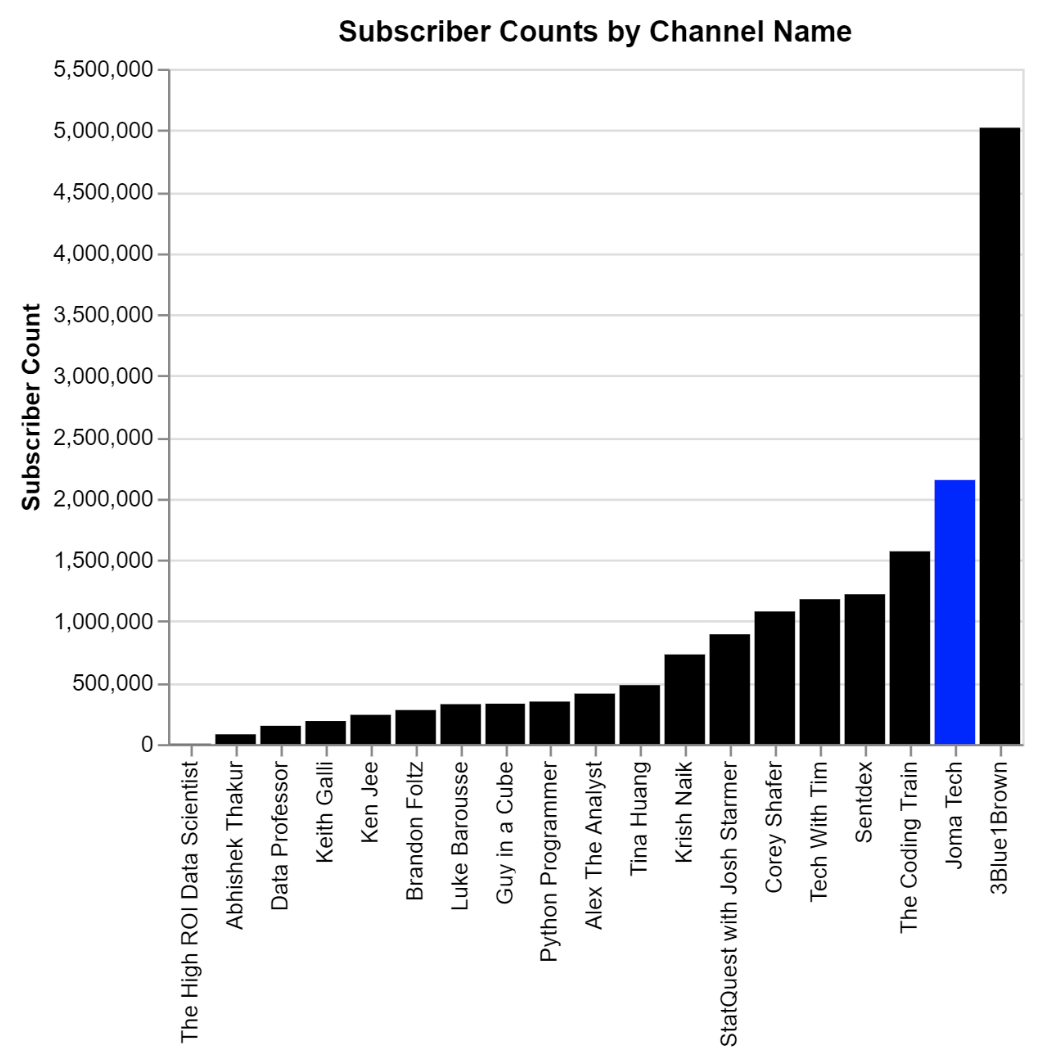 Subscriber Counts by Channel Name
5,500,000
5,000,000
4,500,000
4,000,000
3,500,000
3,000,000
2,500,000
2,000,000
1,500,000
1,000,000
500,000
0
Subscriber Count
The High ROI Data Scientist
Abhishek Thakur
Data Professor
Keith Galli
Ken Jee
Brandon Foltz
Luke Barousse
Guy in a Cube
Python Programmer
Alex The Analyst
Tina Huang
Krish Naik
StatQuest with Josh Starmer
Corey Shafer
Tech With Tim
Sentdex
The Coding Train
Joma Tech
3Blue1Brown